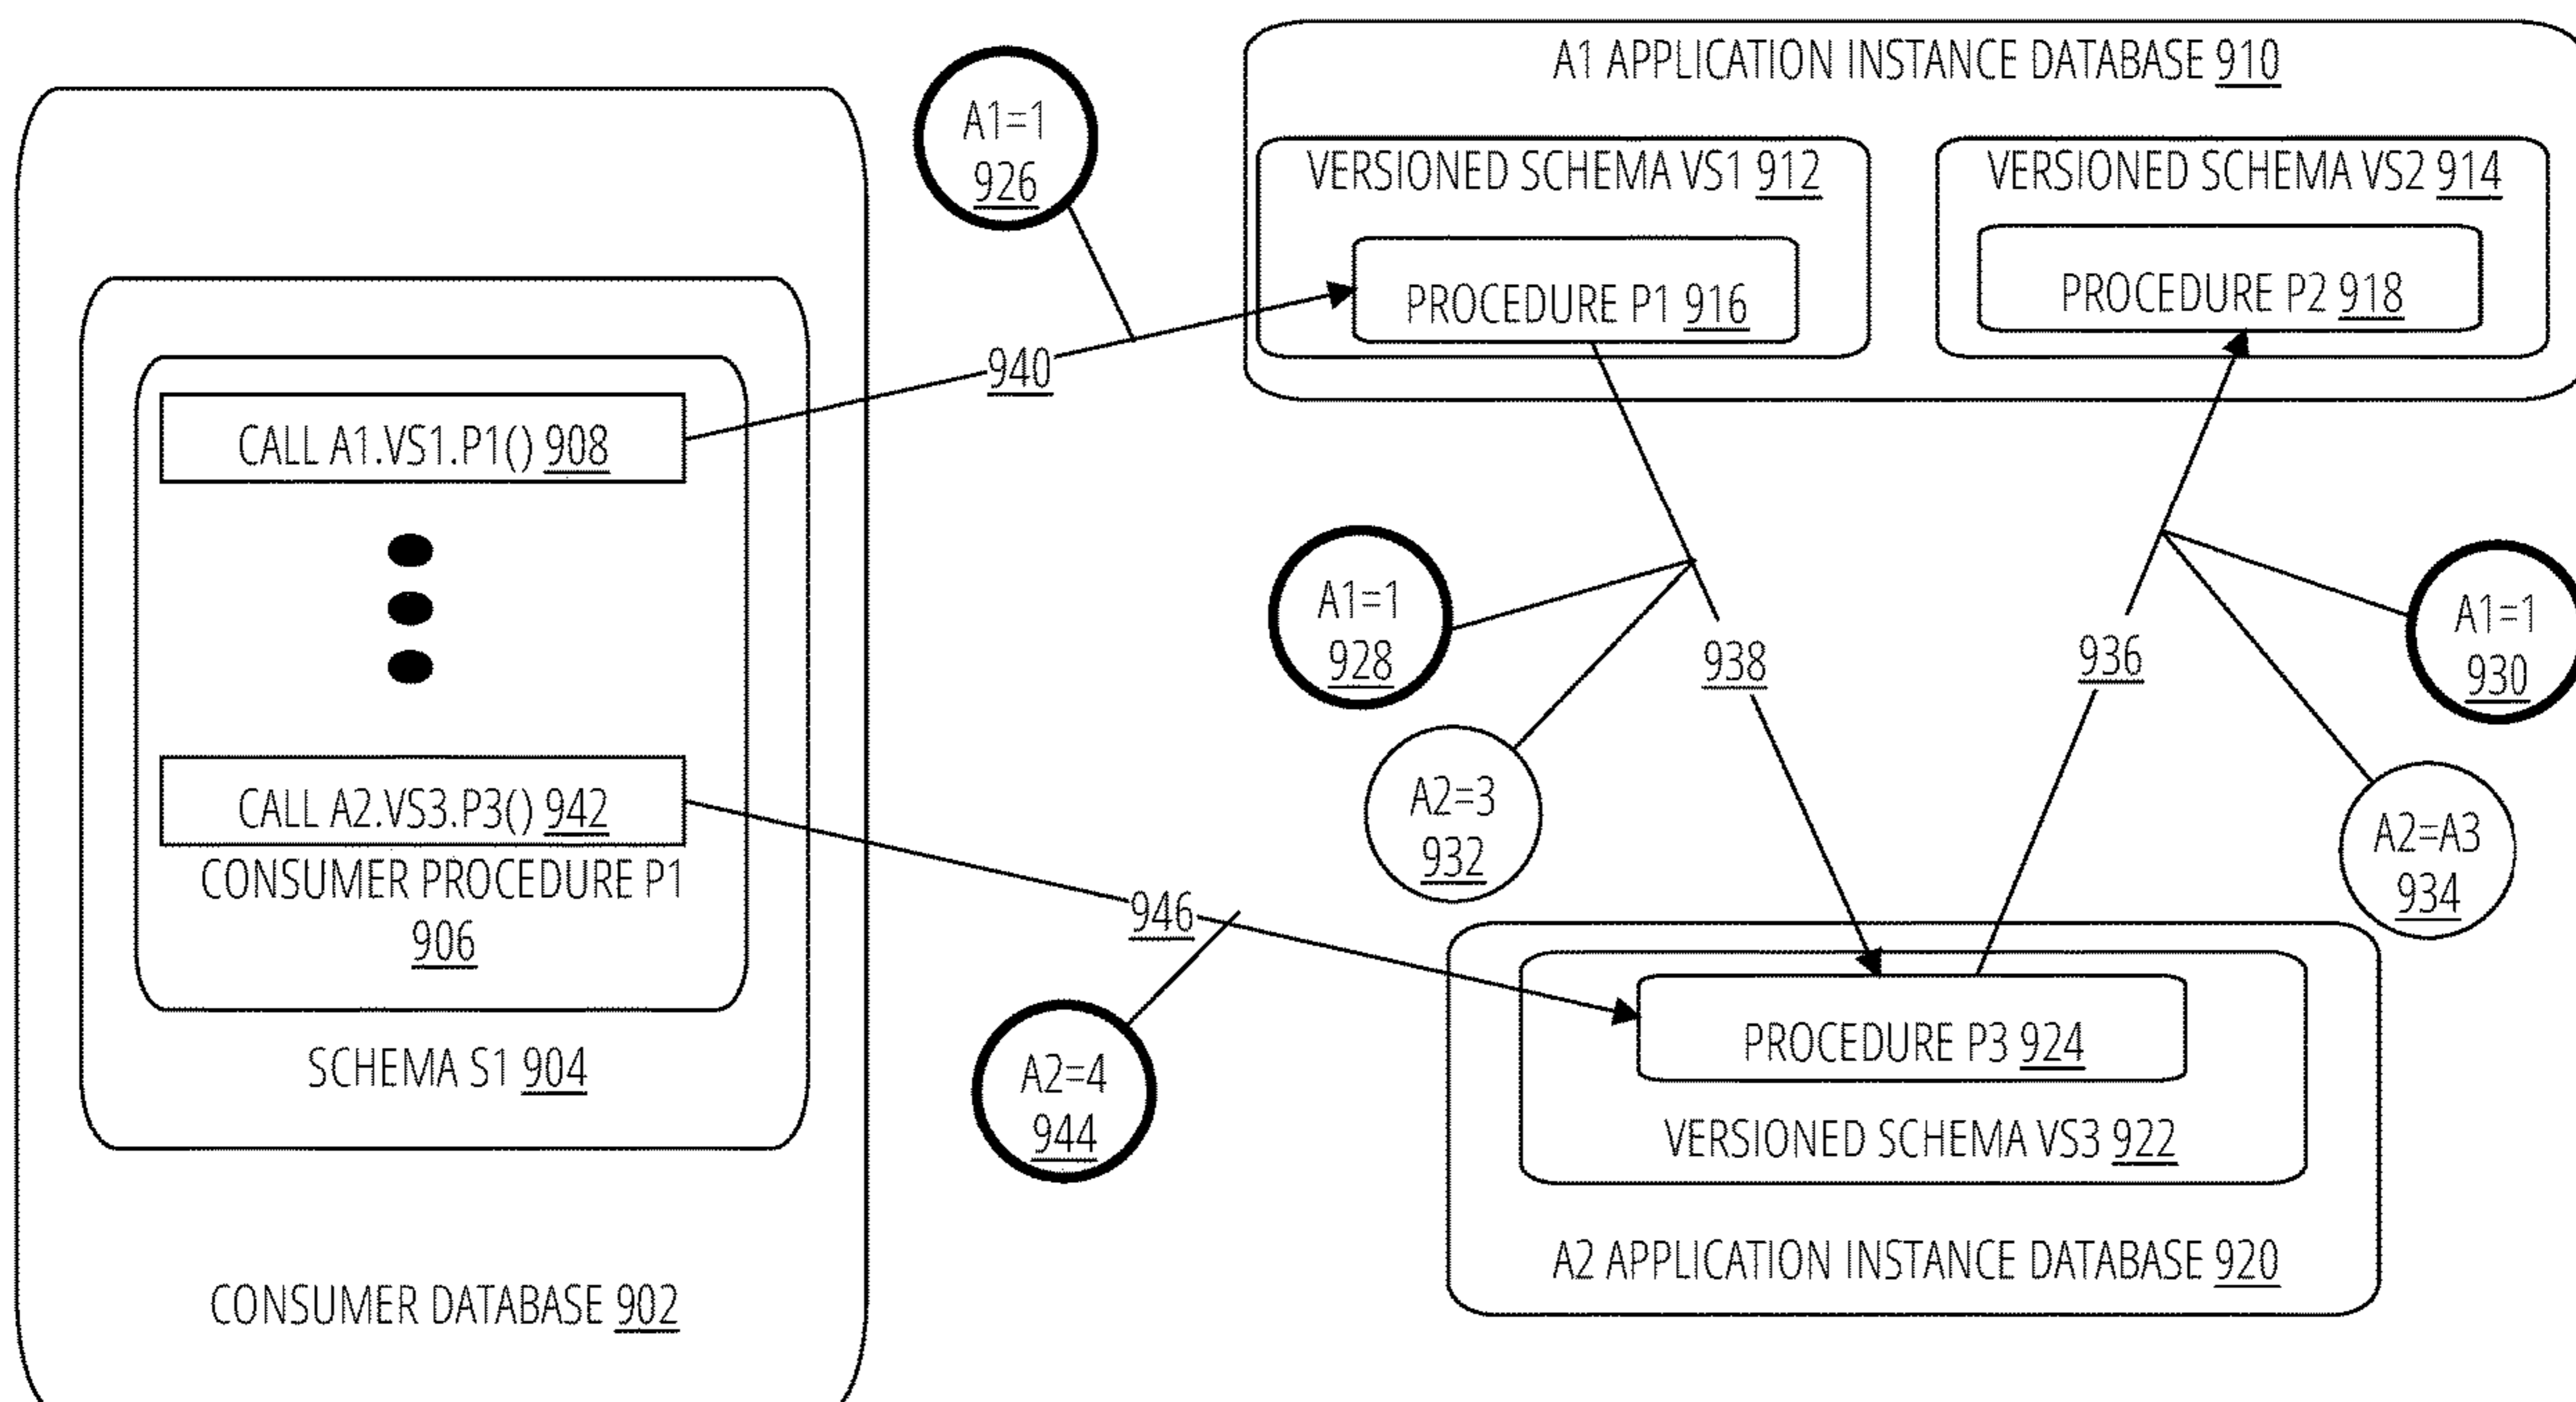 A1 APPLICATION INSTANCE DATABASE 910
A1=1
926
VERSIONED SCHEMA VS1 912
VERSIONED SCHEMA VS2 914
PROCEDURE P1 916
PROCEDURE P2 918
940
CALL A1.VS1.P1() 908
A1=1
928
938
936
A1=1
930
A2=3
932
A2=A3
934
CALL A2.VS3.P3() 942
CONSUMER PROCEDURE P1
906
946
A2=4
944
PROCEDURE P3 924
SCHEMA S1 904
VERSIONED SCHEMA VS3 922
A2 APPLICATION INSTANCE DATABASE 920
CONSUMER DATABASE 902